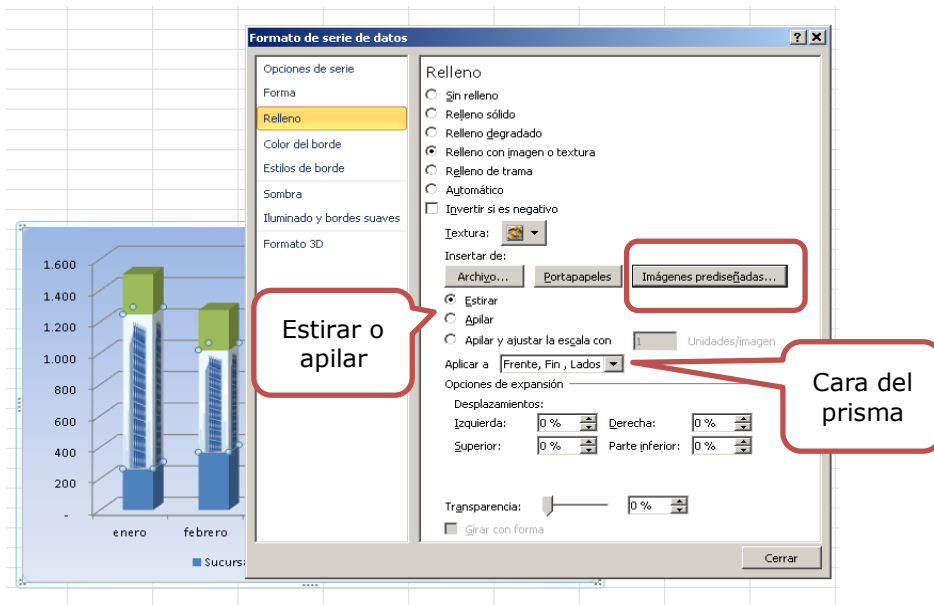 Formato de serie de datos
Opciones de serie
Forma
Relleno
Color del borde
Estilos de borde
Sombra
Iluminado y bordes suaves
Formato 3D
Relleno
Sin relleno
Relleno sólido
Relleno degradado
Relleno con imagen o textura
Relleno de trama
Automático
Invertir si es negativo
Textura:
Insertar de:
Archivo... Portapapeles Imágenes prediseñadas...
Estirar
Apilar
Apilar y ajustar la escala con 1 Unidades/imagen
Aplicar a Frente, Fin , Lados
Opciones de expansión
Desplazamientos:
Izquierda: 0 % Derecha: 0 %
Superior: 0 % Parte inferior: 0 %
Transparencia: 0 %
Girar con forma
Cerrar
Estirar o
apilar
Cara del
prisma
1.600
1.400
1.200
1.000
800
600
400
200
-
enero febrero
Sucurs